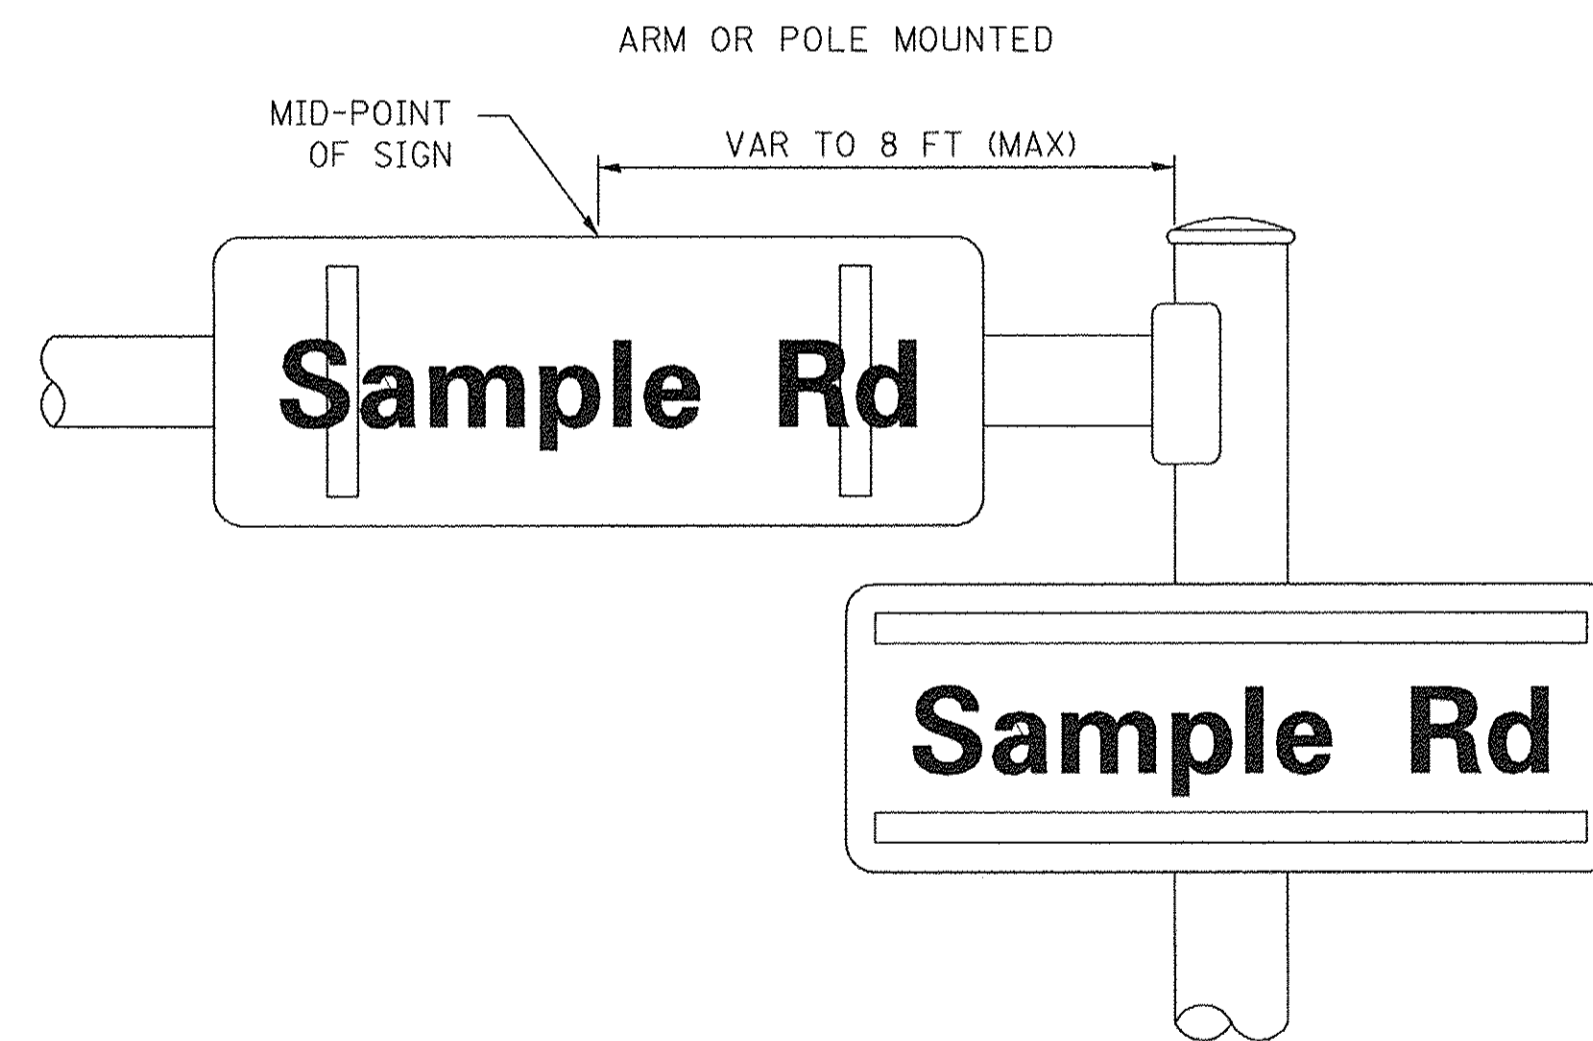 ARM OR POLE MOUNTED
MID-POINT
OF SIGN
VAR TO 8 FT (MAX)
Sample Rd
Sample Rd